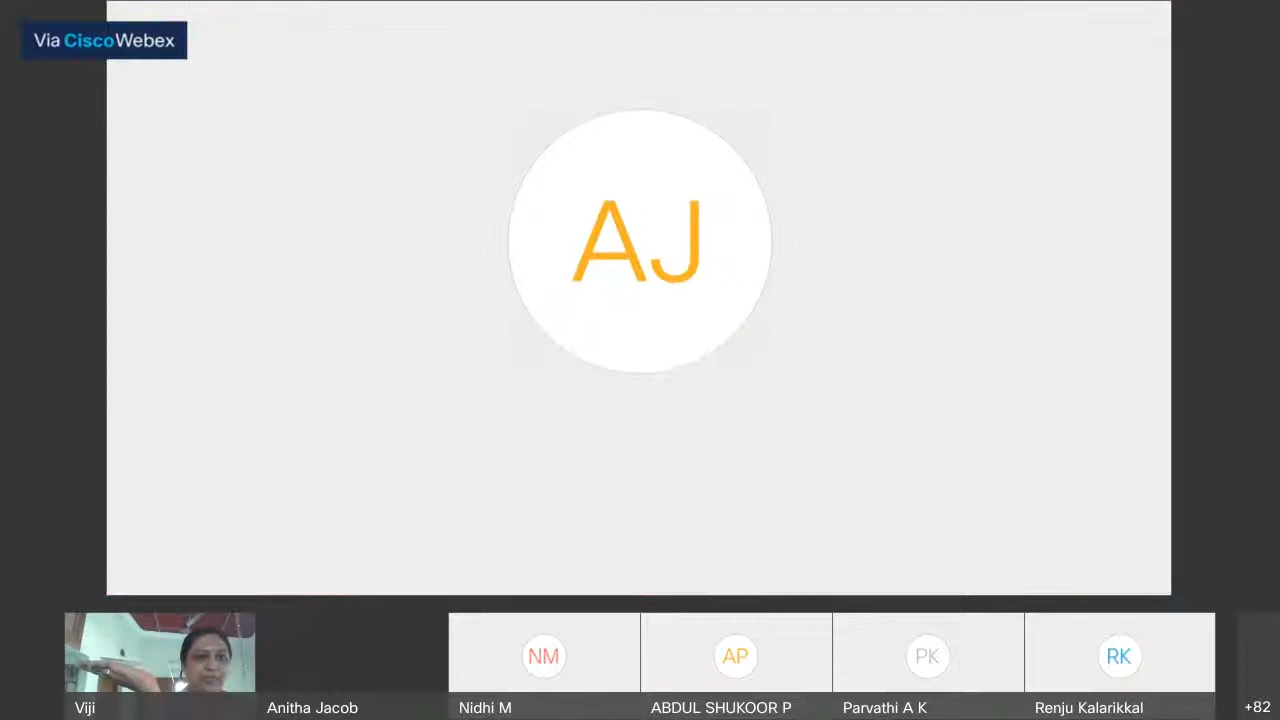 Via CiscoWebex
AJ
NM
AP
PK
RK
Viji
Anitha Jacob
Nidhi M
ABDUL SHUKOOR P
Parvathi A K
Renju Kalarikkal
+82